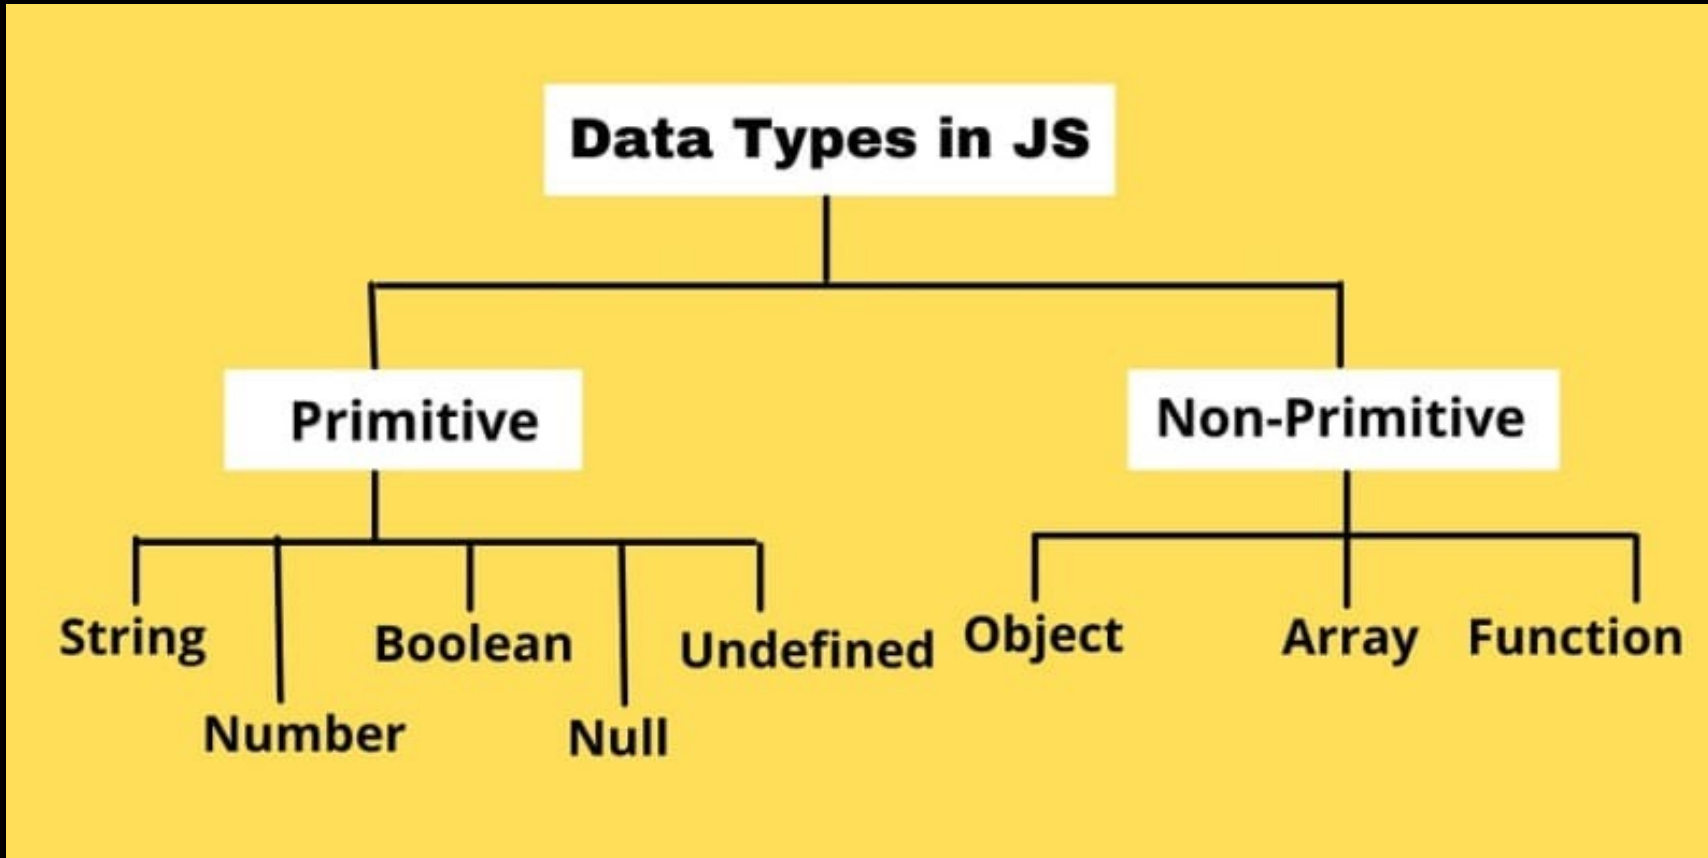 Data Types in JS
Primitive
Non-Primitive
String
Boolean
Undefined
Object
Array
Function
Number
Null